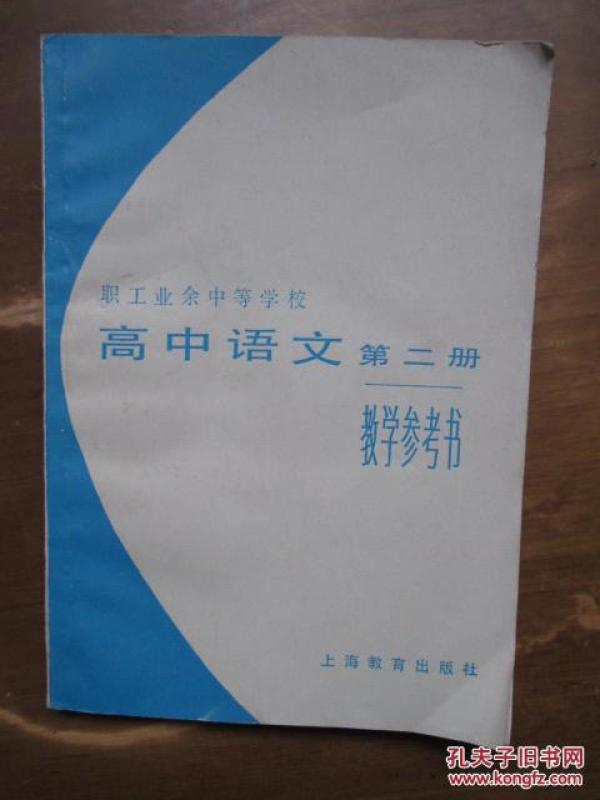 职工业余中等学校
高中语文 第二册
教学参考书
上海教育出版社
孔夫子旧书网
www.kongfz.com